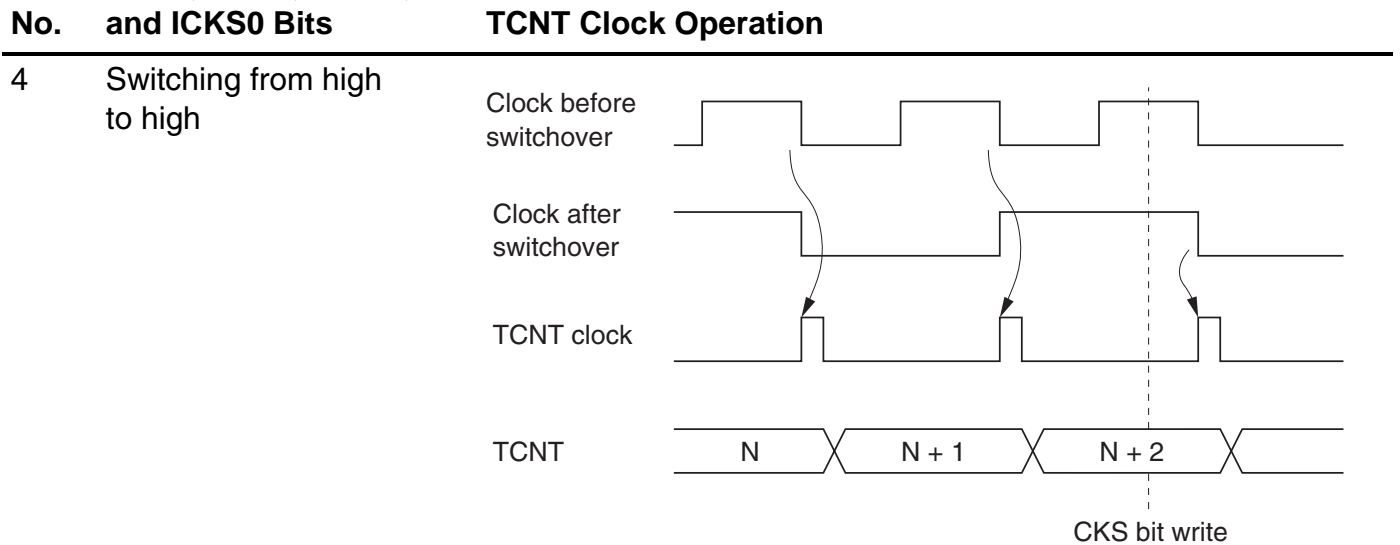 No. and ICKS0 Bits TCNT Clock Operation
4 Switching from high
to high
Clock before
switchover
Clock after
switchover
TCNT clock
TCNT N N + 1 N + 2
CKS bit write